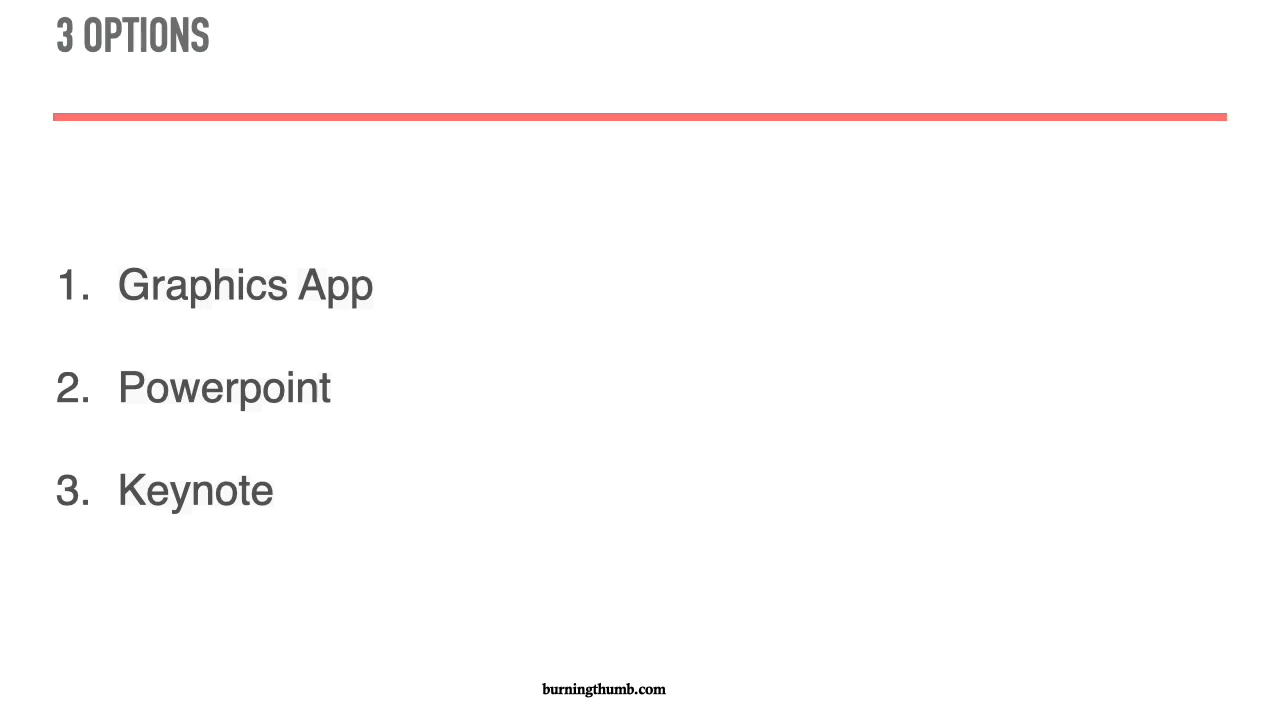 3 OPTIONS
1. Graphics App
2. Powerpoint
3. Keynote
burningthumb.com